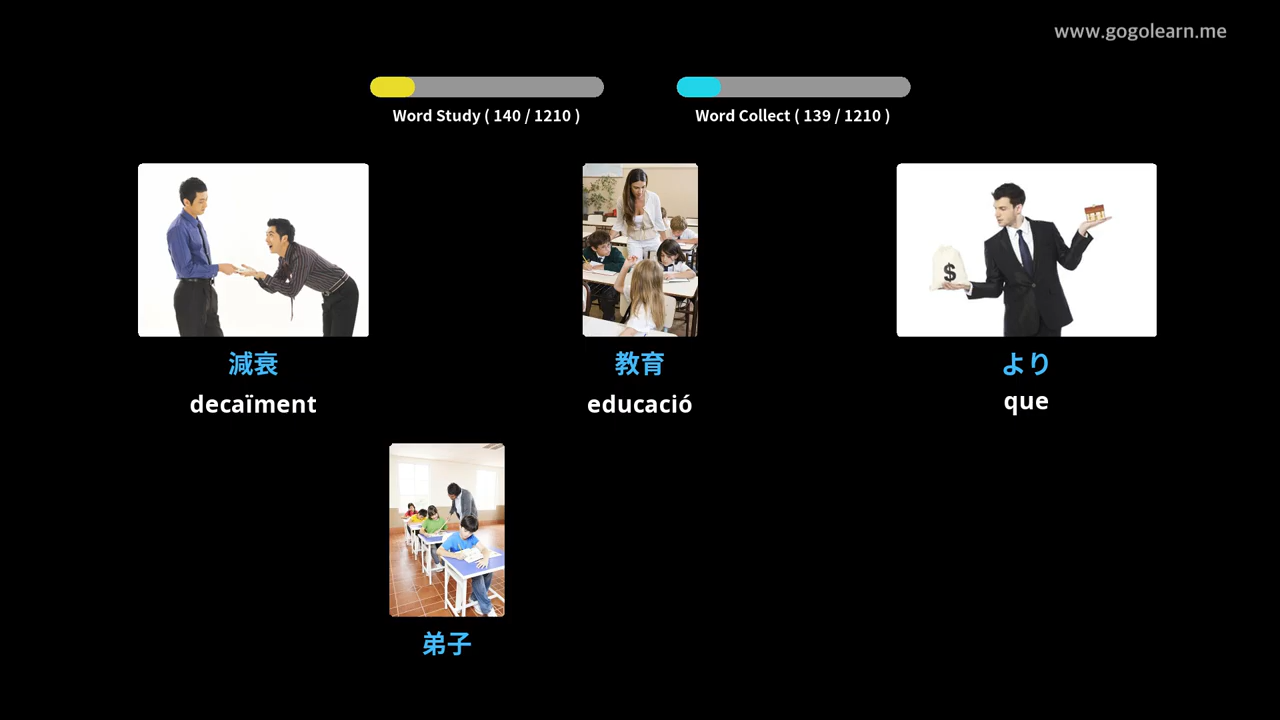 www.gogolearn.me
Word Study ( 140 / 1210 )
Word Collect ( 139 / 1210 )
減衰
decaïment
教育
educació
より
que
弟子
$